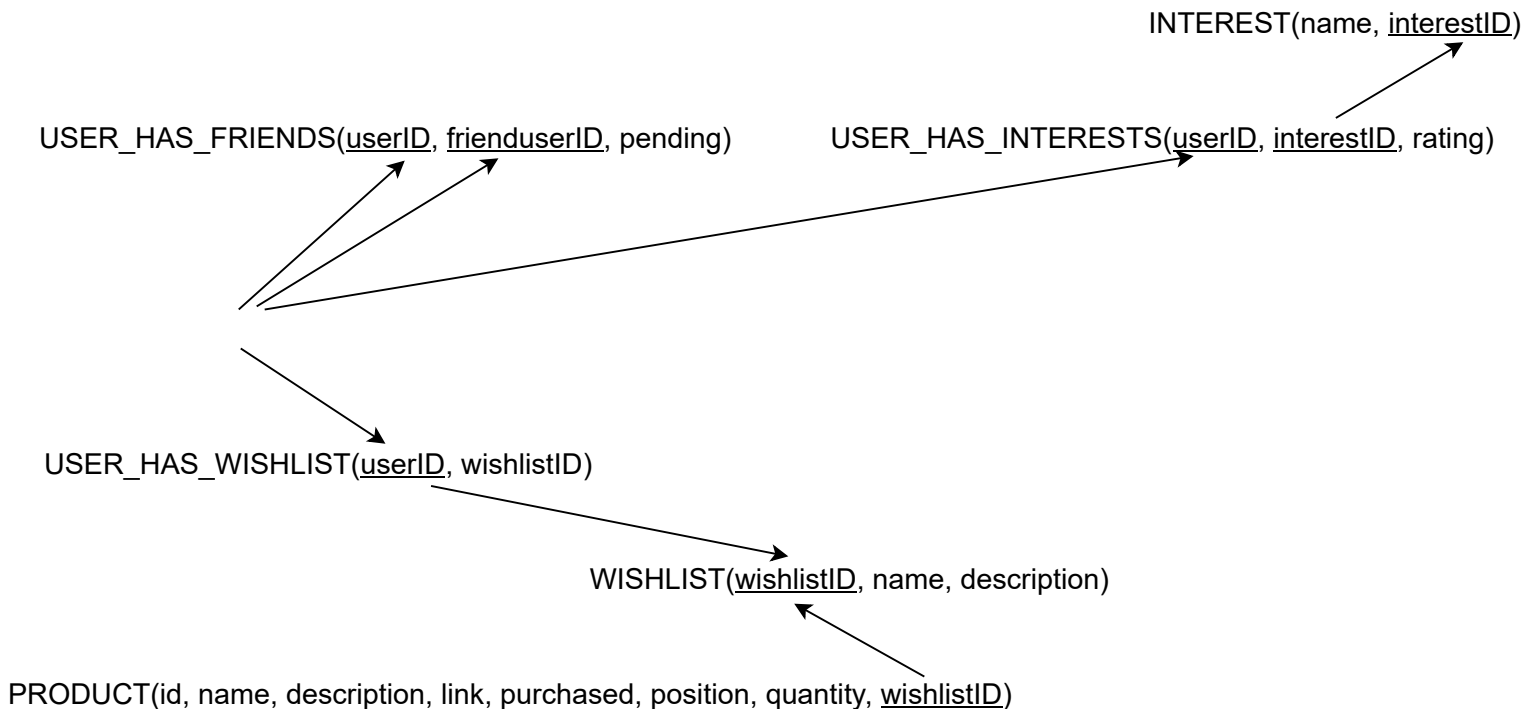 INTEREST(name, interestID)
USER_HAS_FRIENDS(userID, frienduserID, pending)
USER_HAS_INTERESTS(userID, interestID, rating)
USER_HAS_WISHLIST(userID, wishlistID)
WISHLIST(wishlistID, name, description)
PRODUCT(id, name, description, link, purchased, position, quantity, wishlistID)